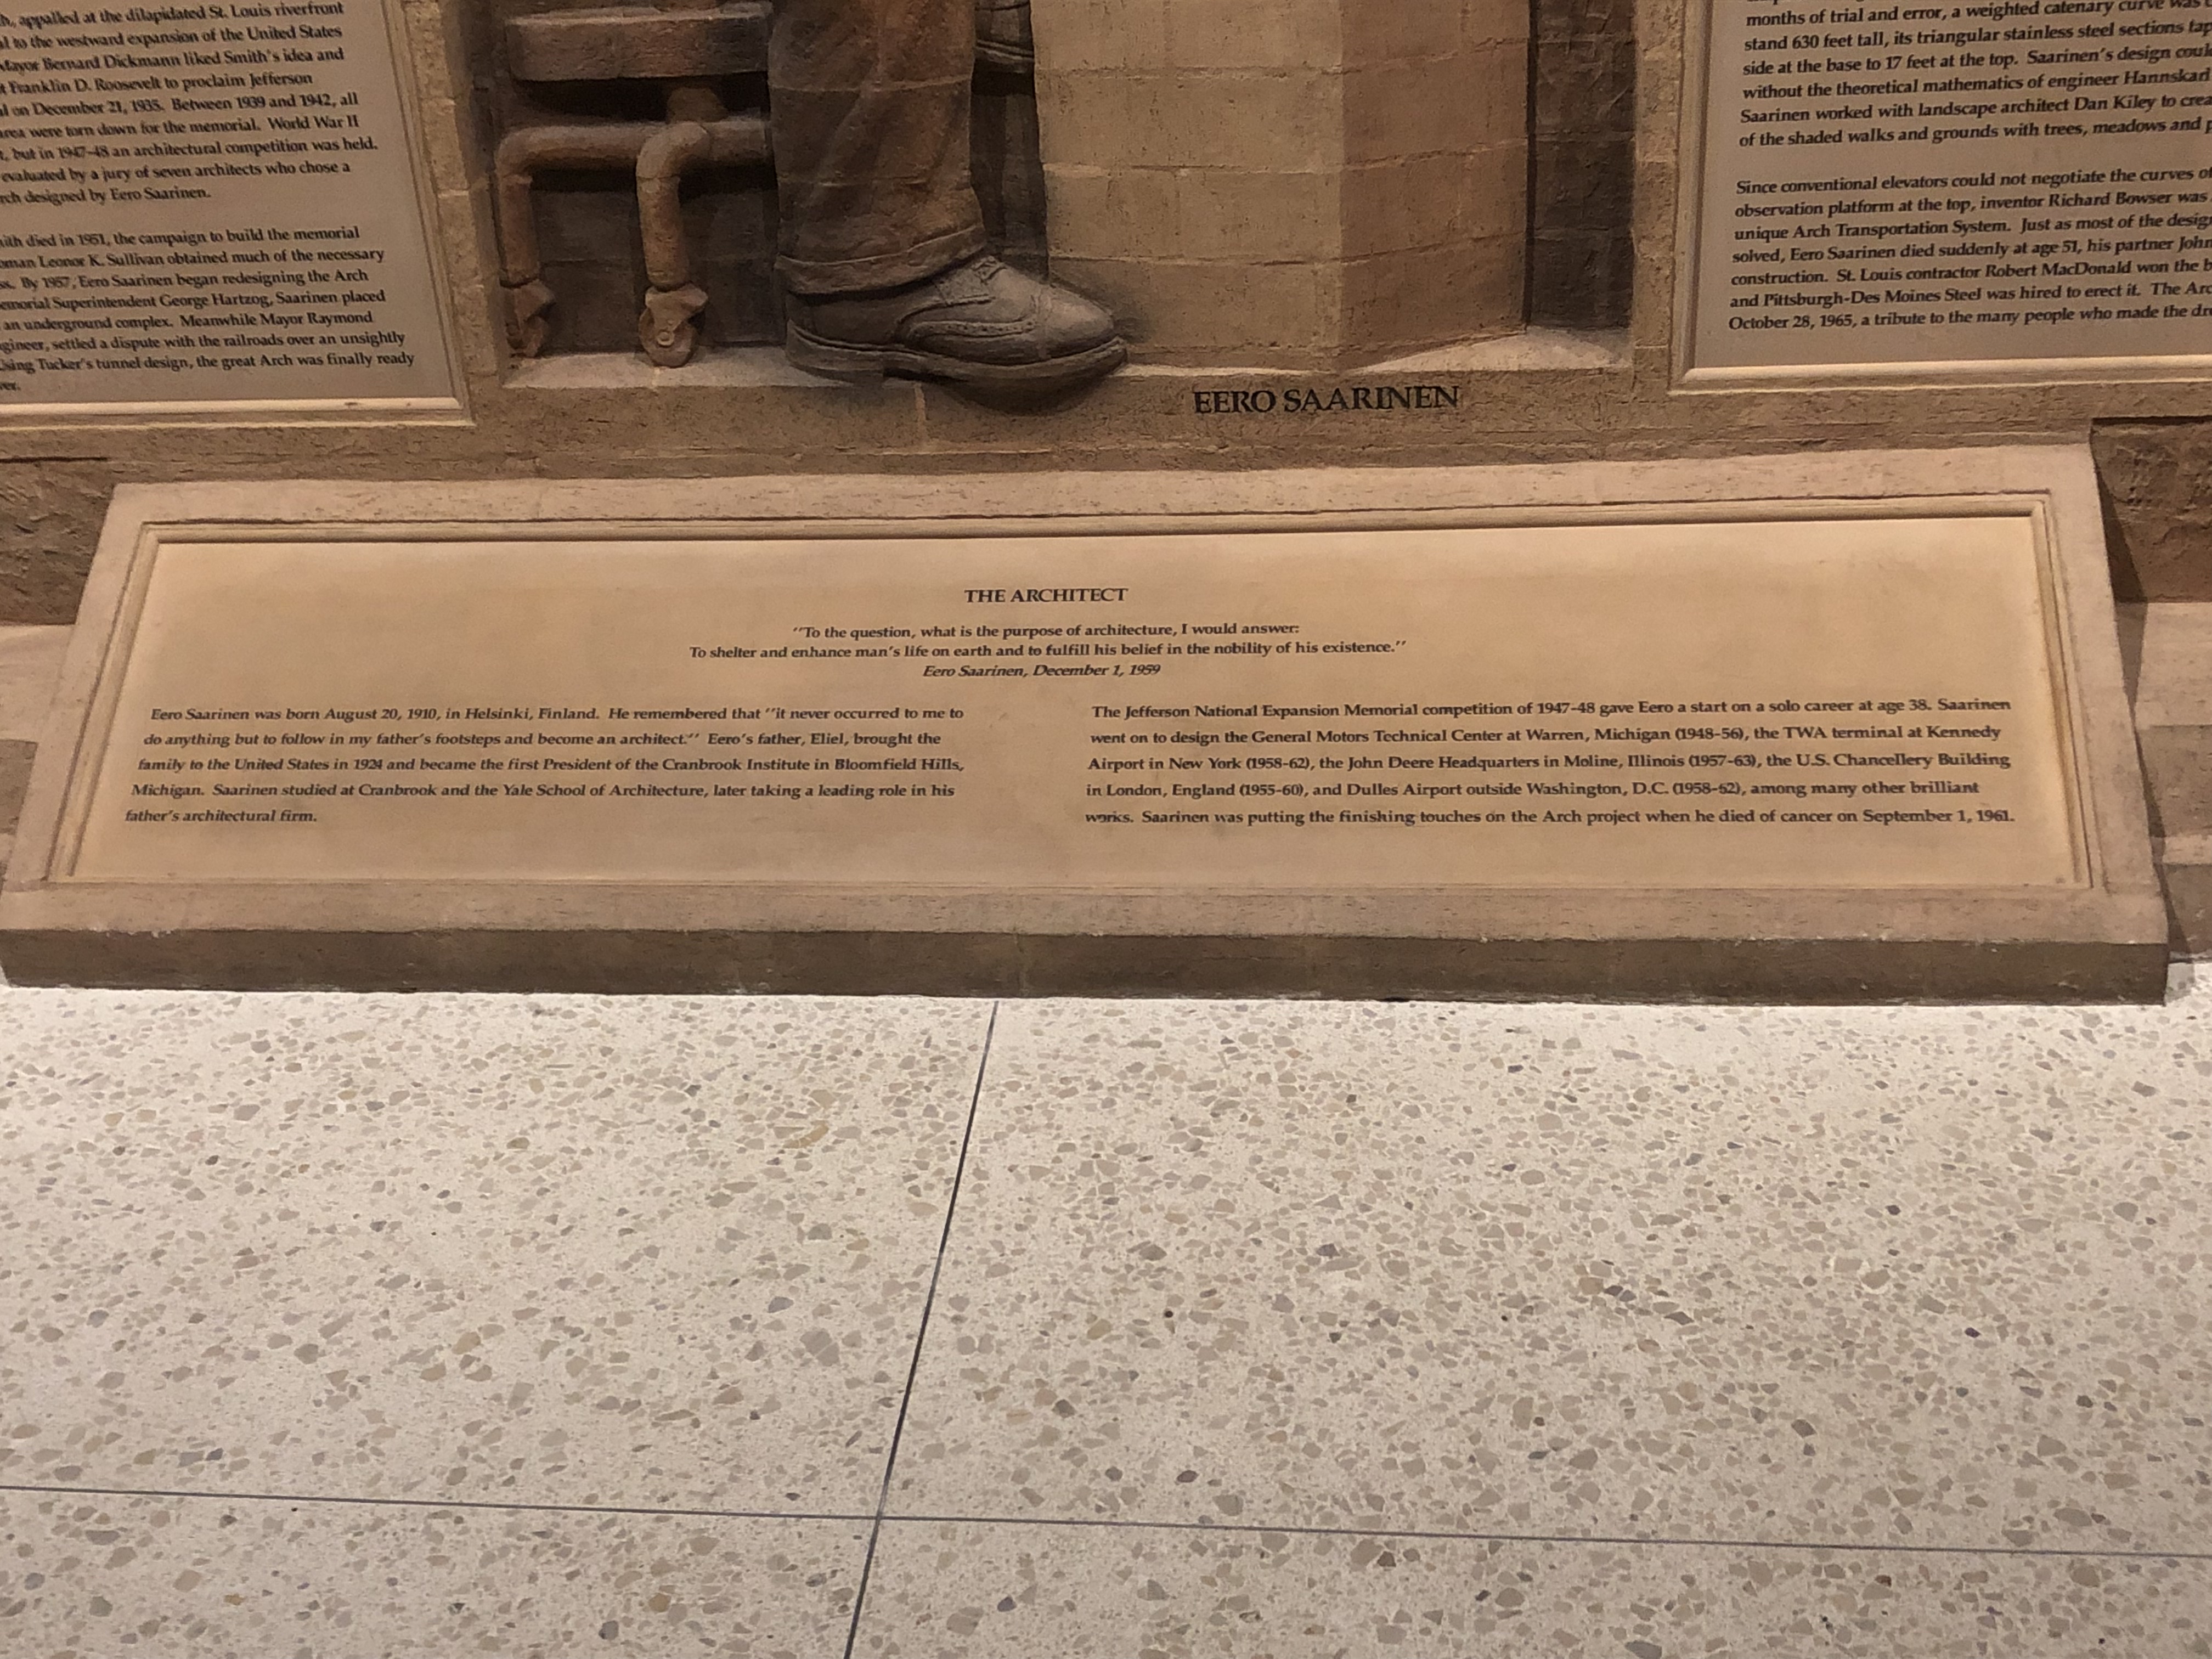 , appalled at the dilapidated St. Louis riverfront
to the westward expansion of the United States
Mayor Bernard Dickmann liked Smith's idea and
Franklin D. Roosevelt to proclaim Jefferson
on December 21, 1935. Between 1939 and 1942, all
area were torn down for the memorial. World War II
, but in 1947-48 an architectural competition was held.
evaluated by a jury of seven architects who chose a
designed by Eero Saarinen.
died in 1951, the campaign to build the memorial
Leonor K. Sullivan obtained much of the necessary
By 1957, Eero Saarinen began redesigning the Arch
Superintendent George Hartzog, Saarinen placed
an underground complex. Meanwhile Mayor Raymond
settled a dispute with the railroads over an unsightly
Using Tucker's tunnel design, the great Arch was finally ready
months of trial and error, a weighted catenary curve was
stand 630 feet tall, its triangular stainless steel sections
side at the base to 17 feet at the top. Saarinen's design
without the theoretical mathematics of engineer Hannskarl
Saarinen worked with landscape architect Dan Kiley to
of the shaded walks and grounds with trees, meadows and
Since conventional elevators could not negotiate the curves
observation platform at the top, inventor Richard Bowser was
unique Arch Transportation System. Just as most of the
solved, Eero Saarinen died suddenly at age 51, his partner John
construction. St. Louis contractor Robert MacDonald won the
and Pittsburgh-Des Moines Steel was hired to erect it. The
October 28, 1965, a tribute to the many people who made the
EERO SAARINEN
THE ARCHITECT
''To the question, what is the purpose of architecture, I would answer:
To shelter and enhance man's life on earth and to fulfill his belief in the nobility of his existence.''
Eero Saarinen, December 1, 1959
Eero Saarinen was born August 20, 1910, in Helsinki, Finland. He remembered that ''it never occurred to me to
do anything but to follow in my father's footsteps and become an architect.'' Eero's father, Eliel, brought the
family to the United States in 1924 and became the first President of the Cranbrook Institute in Bloomfield Hills,
Michigan. Saarinen studied at Cranbrook and the Yale School of Architecture, later taking a leading role in his
father's architectural firm.
The Jefferson National Expansion Memorial competition of 1947-48 gave Eero a start on a solo career at age 38. Saarinen
went on to design the General Motors Technical Center at Warren, Michigan (1948-56), the TWA terminal at Kennedy
Airport in New York (1958-62), the John Deere Headquarters in Moline, Illinois (1957-63), the U.S. Chancellery Building
in London, England (1955-60), and Dulles Airport outside Washington, D.C. (1958-62), among many other brilliant
works. Saarinen was putting the finishing touches on the Arch project when he died of cancer on September 1, 1961.